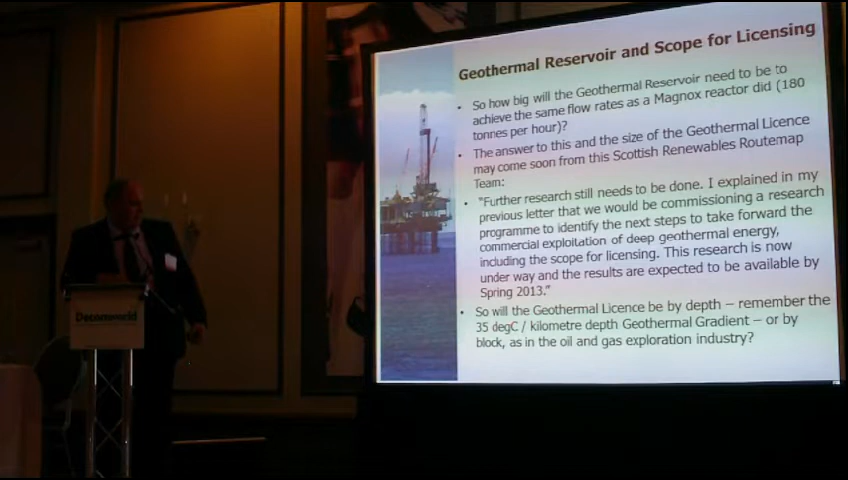 Geothermal Reservoir and Scope for Licensing
• So how big will the Geothermal Reservoir need to be to
achieve the same flow rates as a Magnox reactor did (180
tonnes per hour)?
• The answer to this and the size of the Geothermal Licence
may come soon from this Scottish Renewables Routemap
Team:
• "Further research still needs to be done. I explained in my
previous letter that we would be commissioning a research
programme to identify the next steps to take forward the
commercial exploitation of deep geothermal energy,
including the scope for licensing. This research is now
under way and the results are expected to be available by
Spring 2013."
• So will the Geothermal Licence be by depth – remember the
35 degC / kilometre depth Geothermal Gradient – or by
block, as in the oil and gas exploration industry?
Decomworld